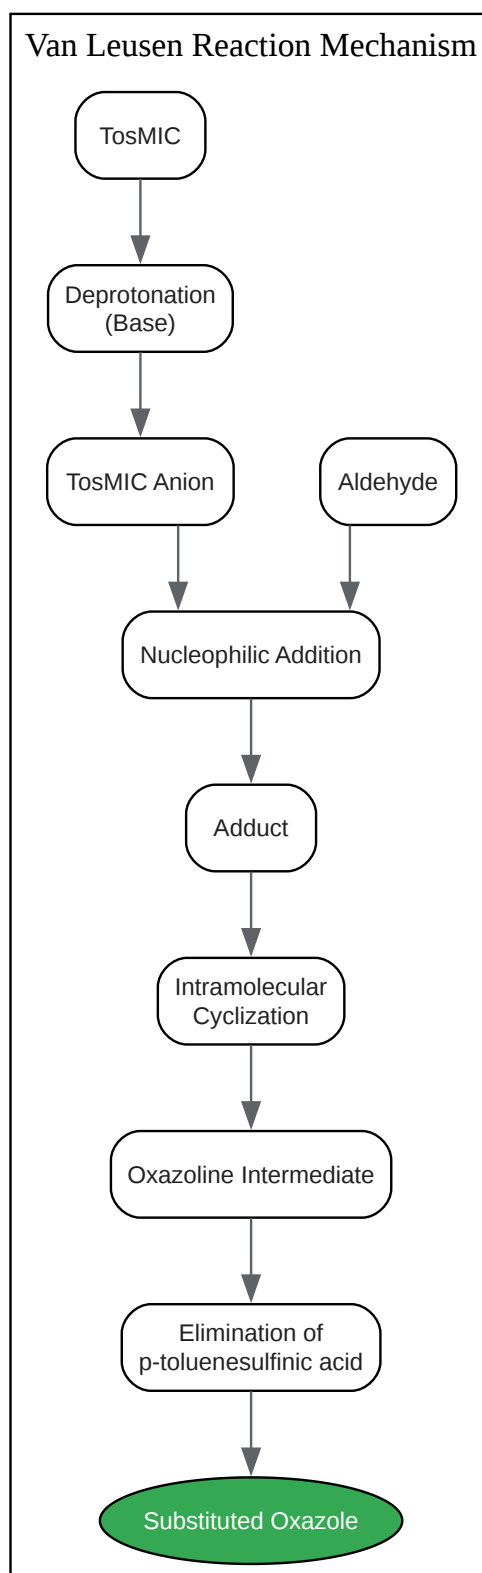 Van Leusen Reaction Mechanism
TosMIC
Deprotonation
(Base)
TosMIC Anion
Aldehyde
Nucleophilic Addition
Adduct
Intramolecular
Cyclization
Oxazoline Intermediate
Elimination of
p-toluenesulfinic acid
Substituted Oxazole